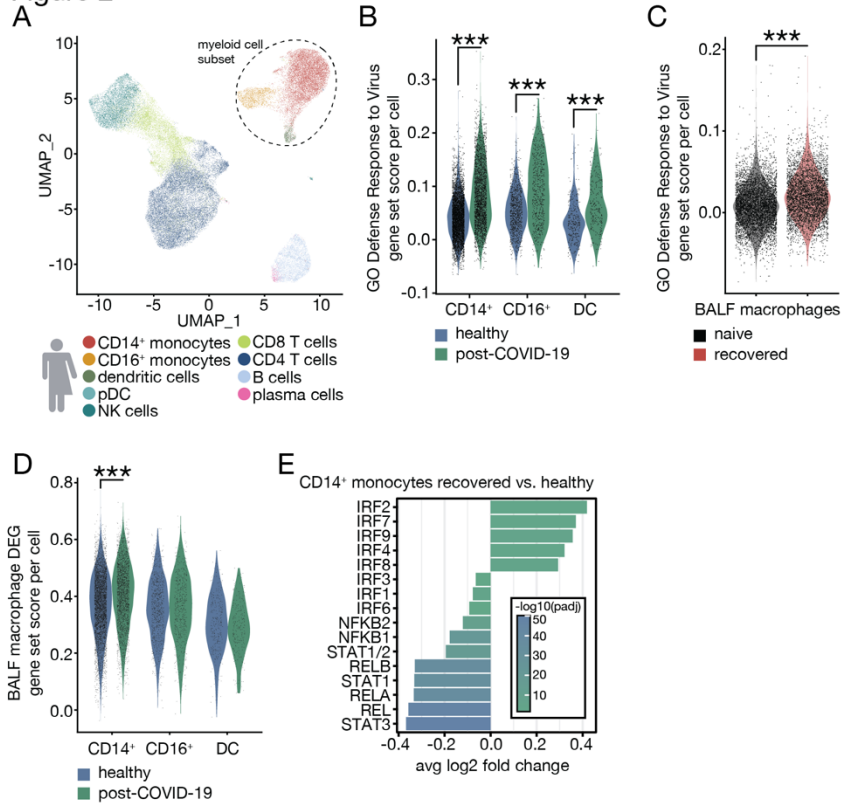 A
10
5
0
-5
-10
UMAP_2
myeloid cell
subset
-10
-5
0
5
10
UMAP_1
CD14⁺ monocytes
CD16⁺ monocytes
dendritic cells
pDC
NK cells
CD8 T cells
CD4 T cells
B cells
plasma cells
B
GO Defense Response to Virus
gene set score per cell
0.3
0.2
0.1
0.0
-0.1
***
***
***
CD14⁺
CD16⁺
DC
healthy
post-COVID-19
C
GO Defense Response to Virus
gene set score per cell
0.2
0.1
0.0
***
BALF macrophages
naive
recovered
D
BALF macrophage DEG
gene set score per cell
0.8
0.6
0.4
0.2
0.0
***
CD14⁺
CD16⁺
DC
healthy
post-COVID-19
E
CD14⁺ monocytes recovered vs. healthy
IRF2
IRF7
IRF9
IRF4
IRF8
IRF3
IRF1
IRF6
NFKB2
NFKB1
STAT1/2
RELB
STAT1
RELA
REL
STAT3
-log10(padj)
50
40
30
20
10
-0.4
-0.2
0.0
0.2
0.4
avg log2 fold change